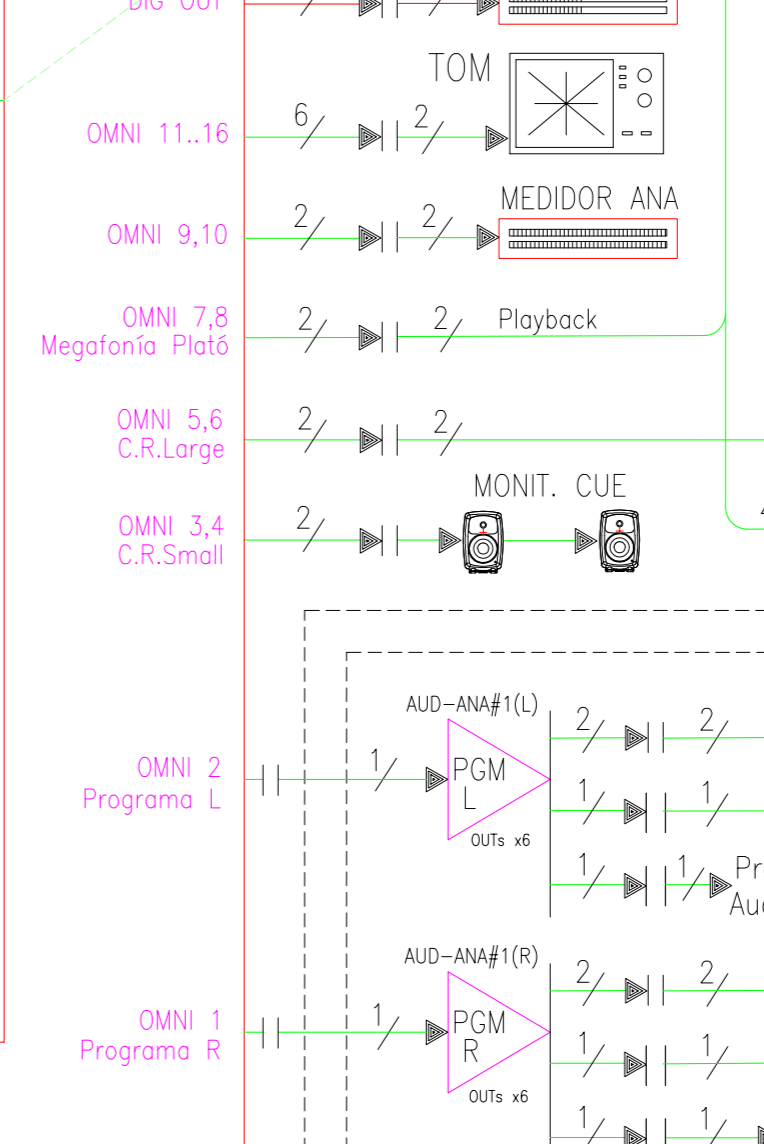 DIG OUT
TOM
OMNI 11..16
6
2
MEDIDOR ANA
OMNI 9,10
2
2
OMNI 7,8
Megafonía Plató
2
2
Playback
OMNI 5,6
C.R.Large
2
2
MONIT. CUE
OMNI 3,4
C.R.Small
2
AUD-ANA#1(L)
2
2
OMNI 2
Programa L
1
PGM
L
1
1
OUTs x6
1
1
AUD-ANA#1(R)
2
2
OMNI 1
Programa R
1
PGM
R
1
1
OUTs x6
1
1